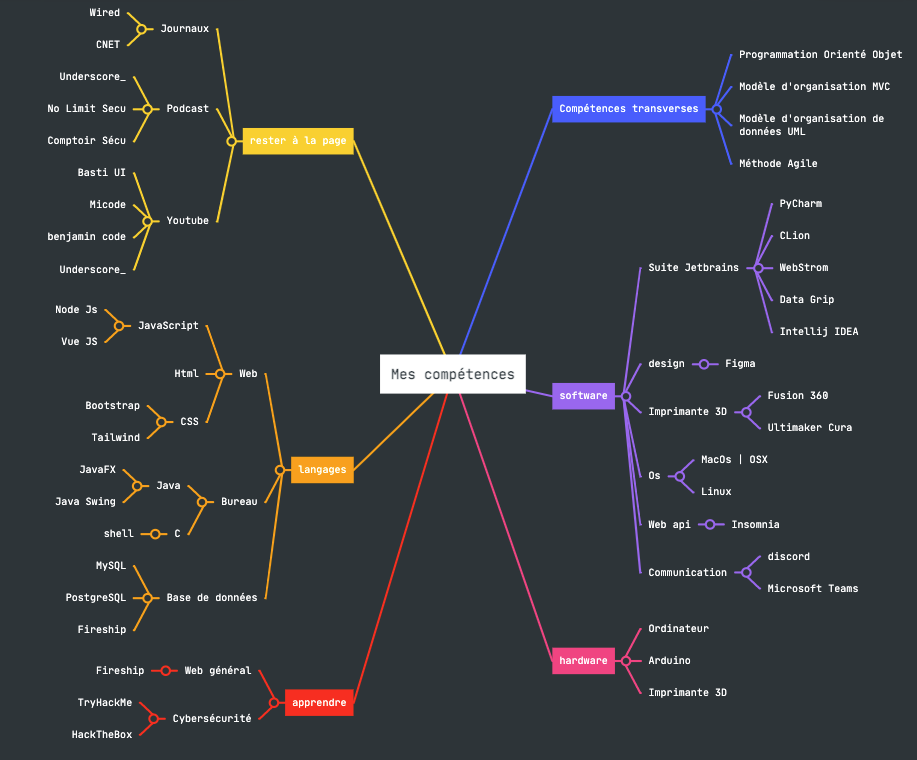 Mes compétences
rester à la page
Journaux
Wired
CNET
Podcast
Underscore_
No Limit Secu
Comptoir Sécu
Youtube
Basti UI
Micode
benjamin code
Underscore_
langages
Web
JavaScript
Node Js
Vue JS
Html
CSS
Bootstrap
Tailwind
Bureau
Java
JavaFX
Java Swing
C
shell
Base de données
MySQL
PostgreSQL
Fireship
apprendre
Web général
Fireship
Cybersécurité
TryHackMe
HackTheBox
Compétences transverses
Programmation Orienté Objet
Modèle d'organisation MVC
Modèle d'organisation de
données UML
Méthode Agile
software
Suite Jetbrains
PyCharm
CLion
WebStrom
Data Grip
Intellij IDEA
design
Figma
Imprimante 3D
Fusion 360
Ultimaker Cura
Os
MacOs | OSX
Linux
Web api
Insomnia
Communication
discord
Microsoft Teams
hardware
Ordinateur
Arduino
Imprimante 3D